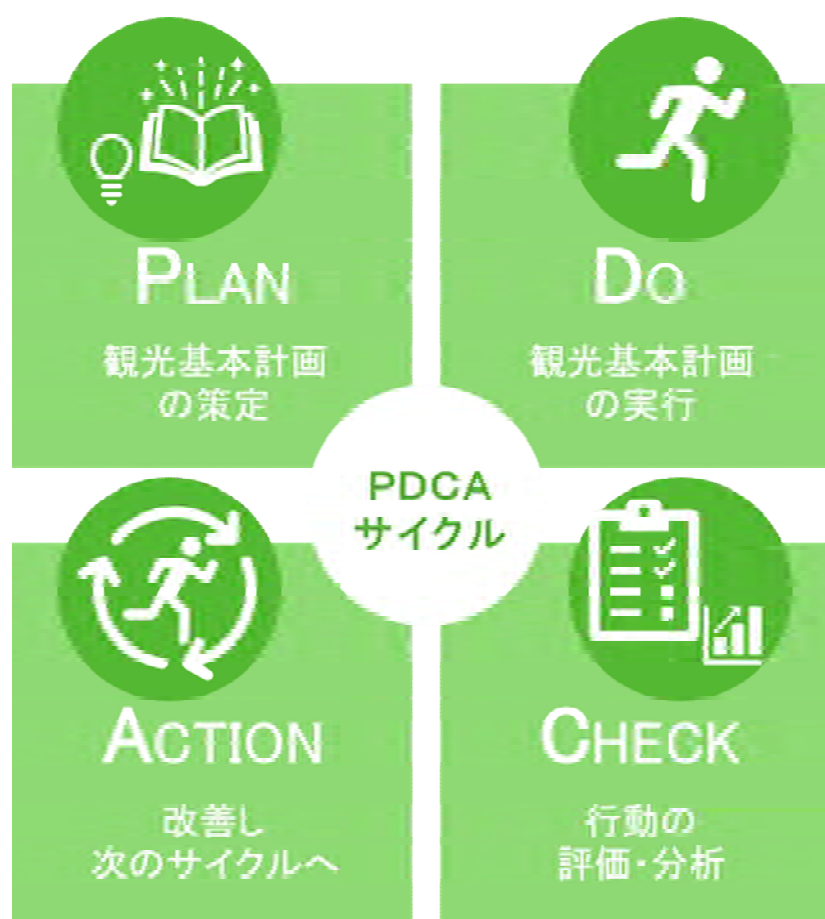 PLAN
観光基本計画
の策定
DO
観光基本計画
の実行
PDCA
サイクル
ACTION
改善し
次のサイクルへ
CHECK
行動の
評価・分析